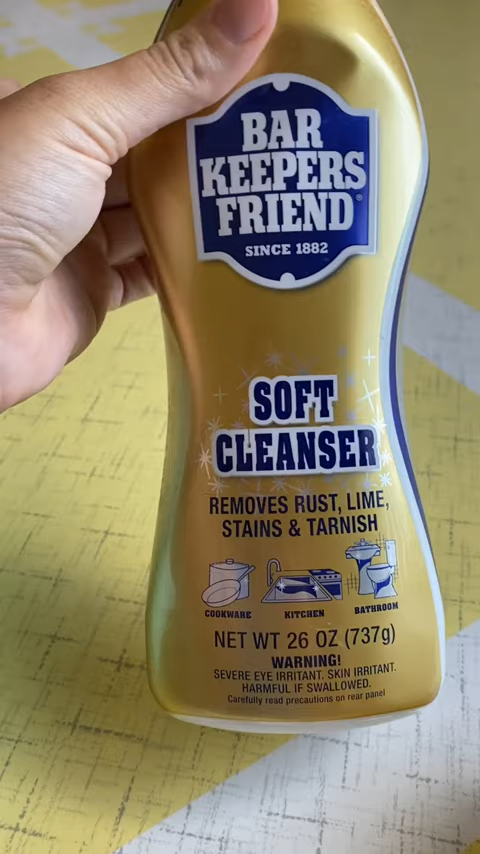 BAR
KEEPERS
FRIEND®
SINCE 1882
SOFT
CLEANSER
REMOVES RUST, LIME,
STAINS & TARNISH
COOKWARE KITCHEN BATHROOM
NET WT 26 OZ (737g)
WARNING!
SEVERE EYE IRRITANT. SKIN IRRITANT.
HARMFUL IF SWALLOWED.
Carefully read precautions on rear panel